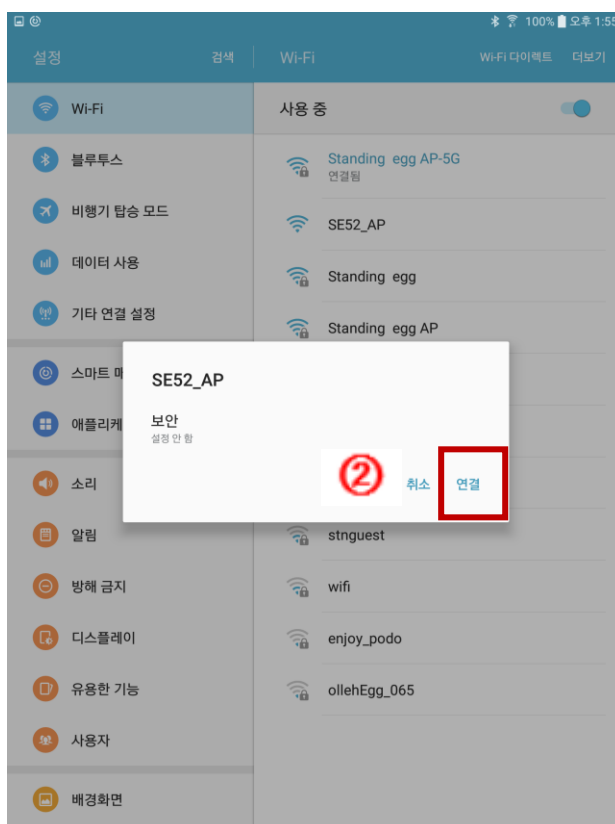 100% 오후 1:55
설정 검색 Wi-Fi Wi-Fi 다이렉트 더보기
Wi-Fi
사용 중
블루투스
Standing egg AP-5G
연결됨
비행기 탑승 모드
SE52_AP
데이터 사용
Standing egg
기타 연결 설정
Standing egg AP
스마트 매
애플리케
SE52_AP
보안
설정 안 함
② 취소 연결
소리
알림
stnguest
방해 금지
wifi
디스플레이
enjoy_podo
유용한 기능
ollehEgg_065
사용자
배경화면